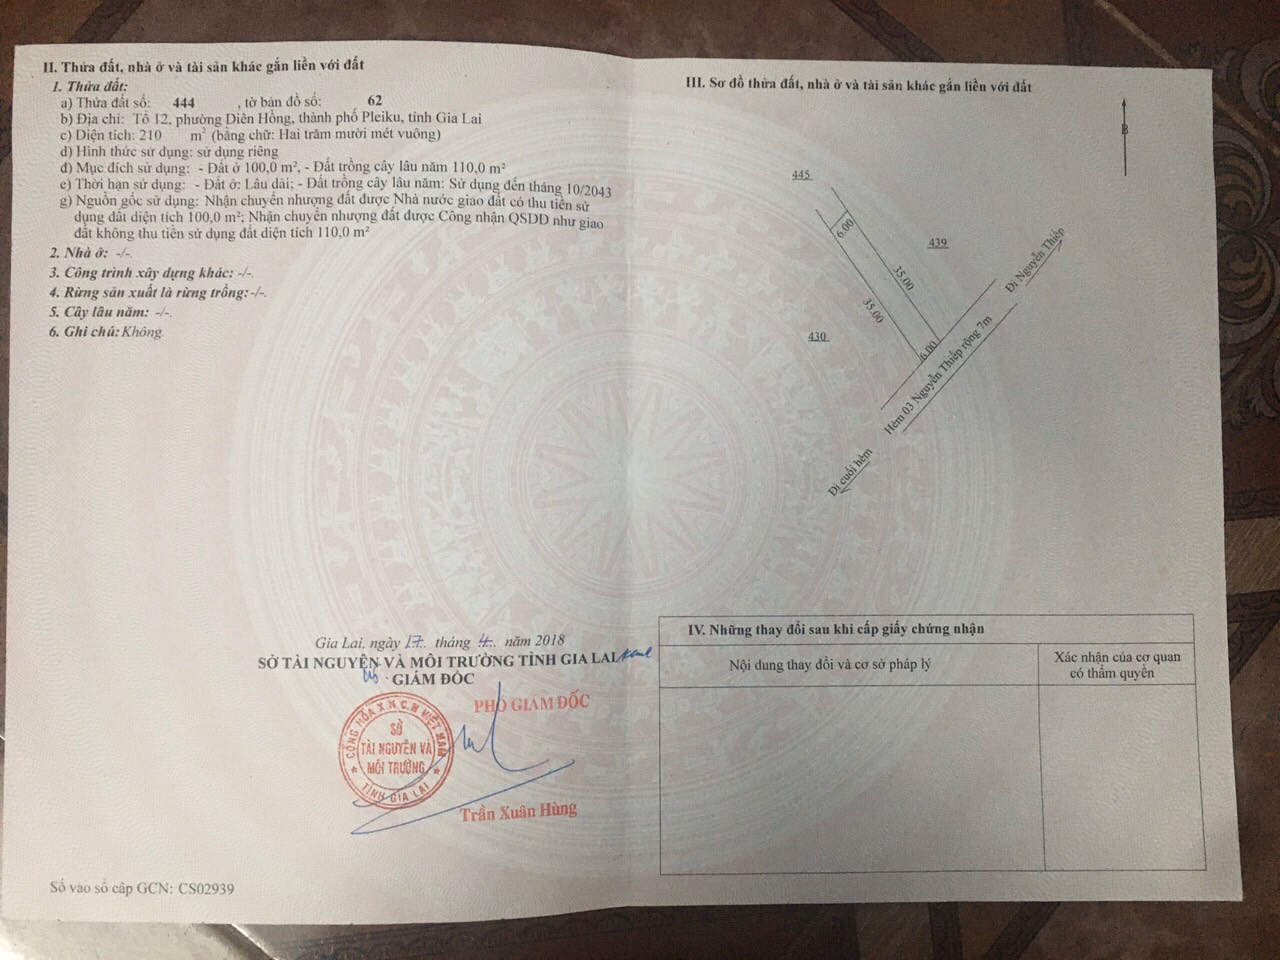 II. Thửa đất, nhà ở và tài sản khác gắn liền với đất
1. Thửa đất:
a) Thửa đất số: 444 , tờ bản đồ số: 62
b) Địa chỉ: Tổ 12, phường Diên Hồng, thành phố Pleiku, tỉnh Gia Lai
c) Diện tích: 210 m² (bằng chữ: Hai trăm mười mét vuông)
d) Hình thức sử dụng: sử dụng riêng
đ) Mục đích sử dụng: - Đất ở 100,0 m², - Đất trồng cây lâu năm 110,0 m²
e) Thời hạn sử dụng: - Đất ở: Lâu dài; - Đất trồng cây lâu năm: Sử dụng đến tháng 10/2043
g) Nguồn gốc sử dụng: Nhận chuyển nhượng đất được Nhà nước giao đất có thu tiền sử
dụng đất diện tích 100,0 m²; Nhận chuyển nhượng đất được Công nhận QSDĐ như giao
đất không thu tiền sử dụng đất diện tích 110,0 m²
2. Nhà ở: -/-.
3. Công trình xây dựng khác: -/-.
4. Rừng sản xuất là rừng trồng: -/-.
5. Cây lâu năm: -/-.
6. Ghi chú: Không.
Gia Lai, ngày 17. tháng 4. năm 2018
SỞ TÀI NGUYÊN VÀ MÔI TRƯỜNG TỈNH GIA LAI
GIÁM ĐỐC
PHÓ GIÁM ĐỐC
CỘNG HÒA X.H.C.N VIỆT NAM
SỞ
TÀI NGUYÊN VÀ
MÔI TRƯỜNG
TỈNH GIA LAI
Trần Xuân Hùng
Số vào sổ cấp GCN: CS02939
III. Sơ đồ thửa đất, nhà ở và tài sản khác gắn liền với đất
B
445
6.00
439
35.00
35.00
430
6.00
Đi Nguyễn Thiếp
Hẻm 03 Nguyễn Thiếp rộng 7m
Đi cuối hẻm
IV. Những thay đổi sau khi cấp giấy chứng nhận
Nội dung thay đổi và cơ sở pháp lý
Xác nhận của cơ quan
có thẩm quyền